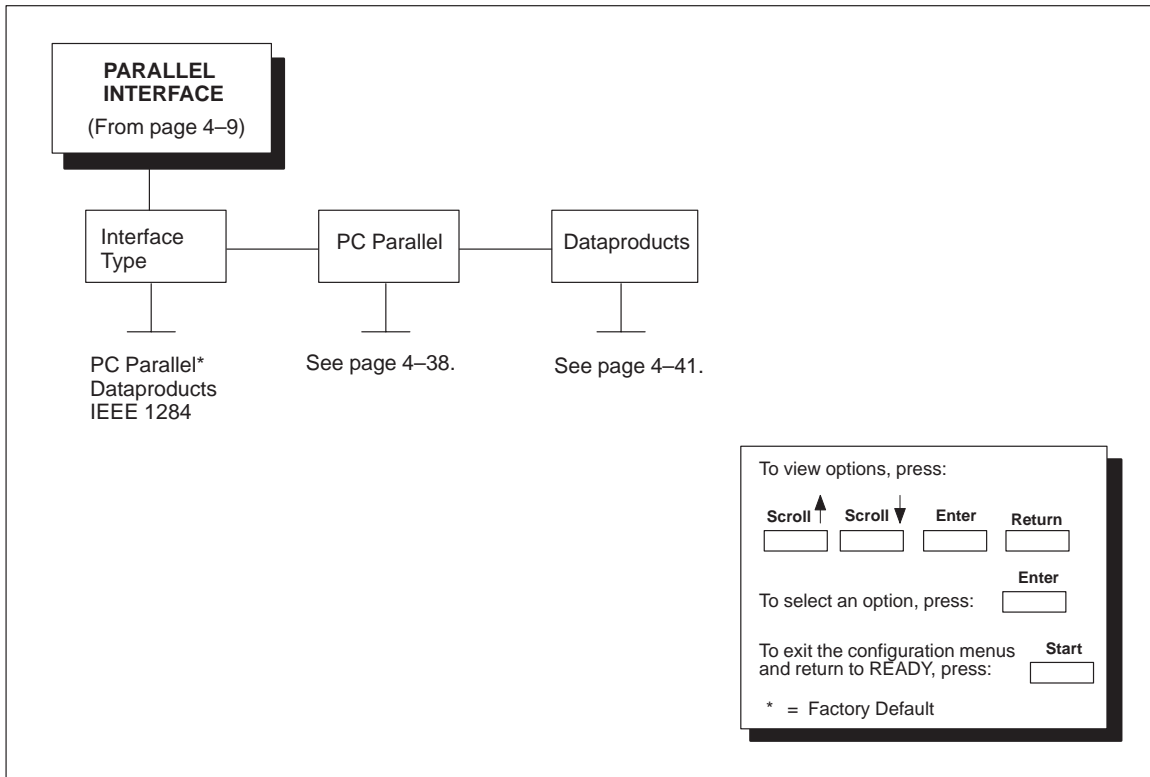 PARALLEL
INTERFACE
(From page 4–9)
Interface
Type
PC Parallel
Dataproducts
PC Parallel*
Dataproducts
IEEE 1284
See page 4–38.
See page 4–41.
To view options, press:
Scroll Scroll Enter Return
Enter
To select an option, press:
To exit the configuration menus Start
and return to READY, press:
* = Factory Default